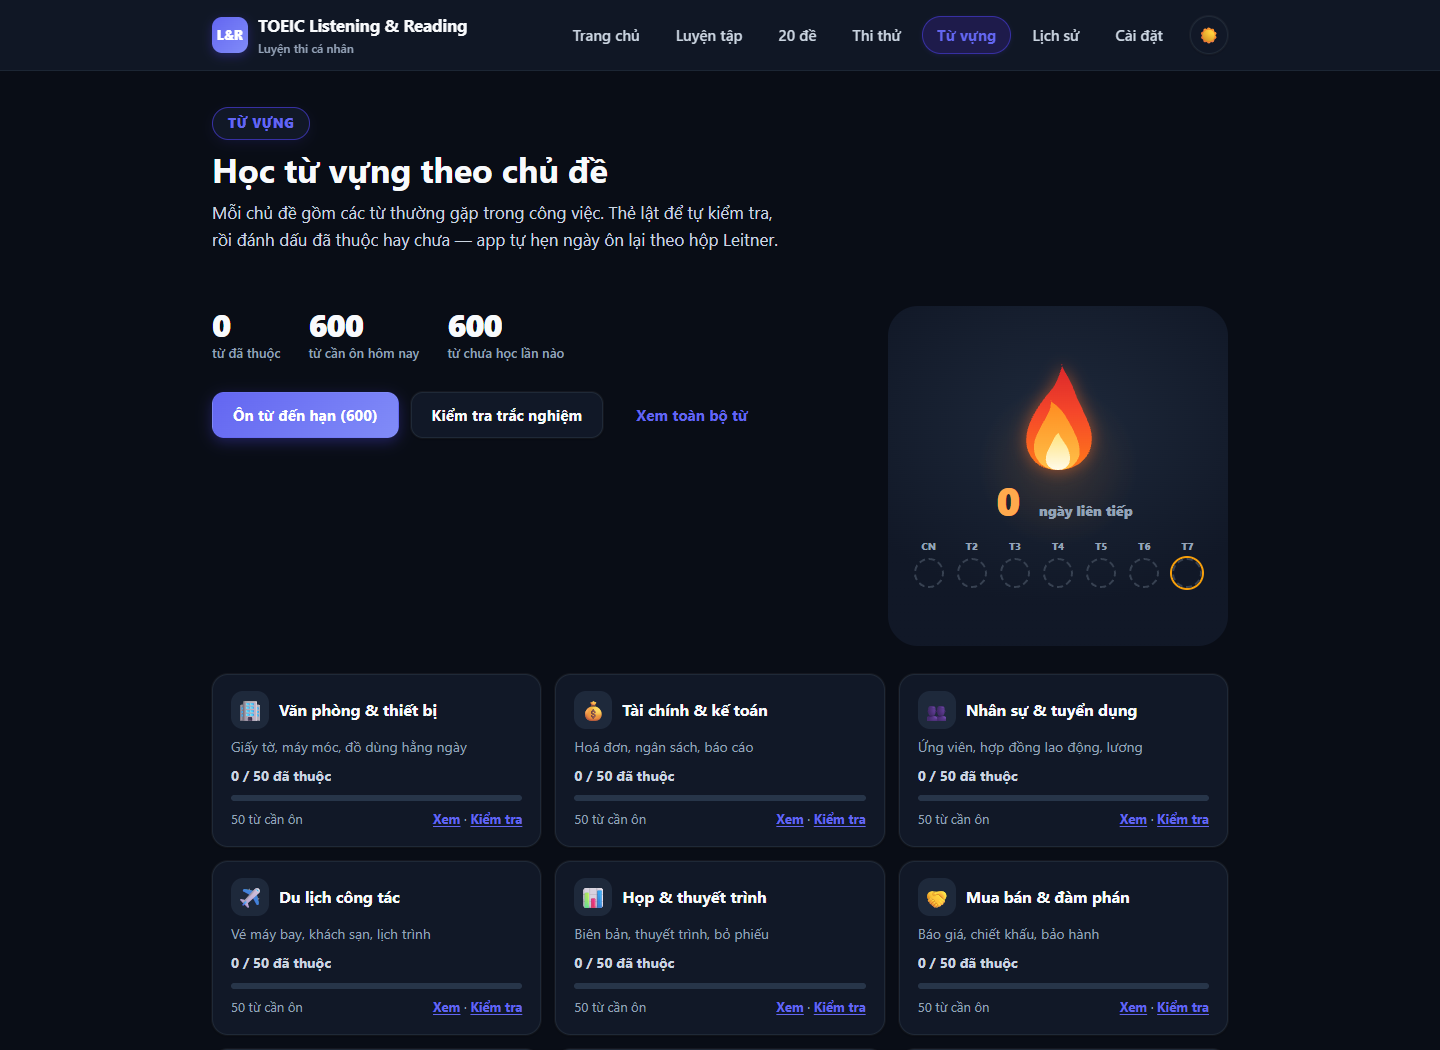 L&R
TOEIC Listening & Reading
Luyện thi cá nhân
Trang chủ
Luyện tập
20 đề
Thi thử
Từ vựng
Lịch sử
Cài đặt
TỪ VỰNG
Học từ vựng theo chủ đề
Mỗi chủ đề gồm các từ thường gặp trong công việc. Thẻ lật để tự kiểm tra,
rồi đánh dấu đã thuộc hay chưa — app tự hẹn ngày ôn lại theo hộp Leitner.
0
từ đã thuộc
600
từ cần ôn hôm nay
600
từ chưa học lần nào
Ôn từ đến hạn (600)
Kiểm tra trắc nghiệm
Xem toàn bộ từ
0 ngày liên tiếp
CN T2 T3 T4 T5 T6 T7
Văn phòng & thiết bị
Giấy tờ, máy móc, đồ dùng hằng ngày
0 / 50 đã thuộc
50 từ cần ôn
Xem · Kiểm tra
Tài chính & kế toán
Hoá đơn, ngân sách, báo cáo
0 / 50 đã thuộc
50 từ cần ôn
Xem · Kiểm tra
Nhân sự & tuyển dụng
Ứng viên, hợp đồng lao động, lương
0 / 50 đã thuộc
50 từ cần ôn
Xem · Kiểm tra
Du lịch công tác
Vé máy bay, khách sạn, lịch trình
0 / 50 đã thuộc
50 từ cần ôn
Xem · Kiểm tra
Họp & thuyết trình
Biên bản, thuyết trình, bỏ phiếu
0 / 50 đã thuộc
50 từ cần ôn
Xem · Kiểm tra
Mua bán & đàm phán
Báo giá, chiết khấu, bảo hành
0 / 50 đã thuộc
50 từ cần ôn
Xem · Kiểm tra